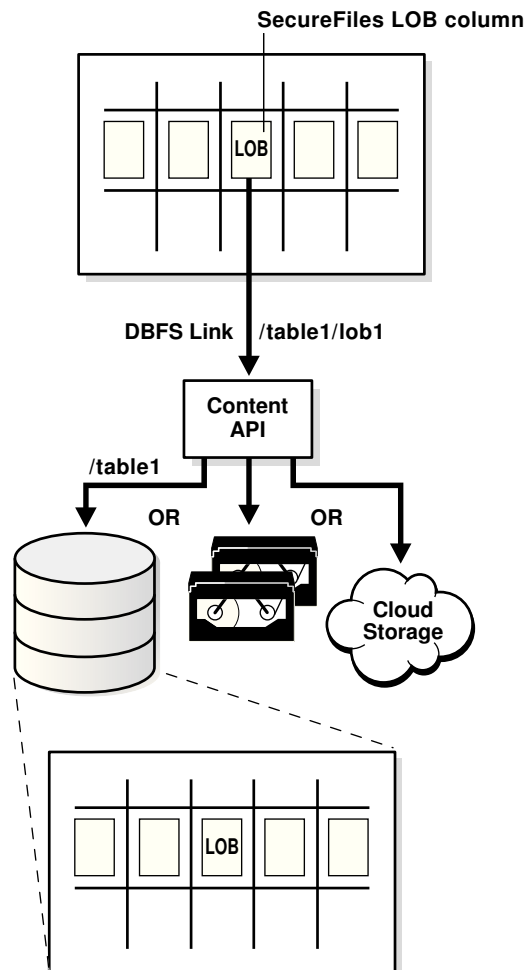 SecureFiles LOB column
LOB
DBFS Link /table1/lob1
Content
API
/table1
OR OR
Cloud
Storage
LOB